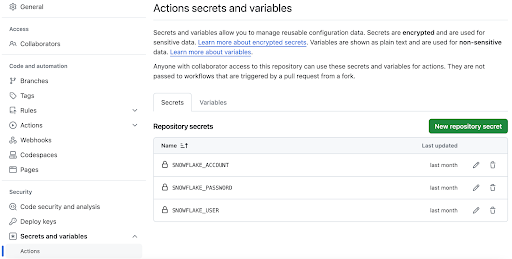 General
Access
Collaborators
Code and automation
Branches
Tags
Rules
Actions
Webhooks
Codespaces
Pages
Security
Code security and analysis
Deploy keys
Secrets and variables
Actions
Actions secrets and variables
Secrets and variables allow you to manage reusable configuration data. Secrets are encrypted and are used for
sensitive data. Learn more about encrypted secrets. Variables are shown as plain text and are used for non-sensitive
data. Learn more about variables.
Anyone with collaborator access to this repository can use these secrets and variables for actions. They are not
passed to workflows that are triggered by a pull request from a fork.
Secrets Variables
Repository secrets New repository secret
Name Last updated
SNOWFLAKE_ACCOUNT last month
SNOWFLAKE_PASSWORD last month
SNOWFLAKE_USER last month